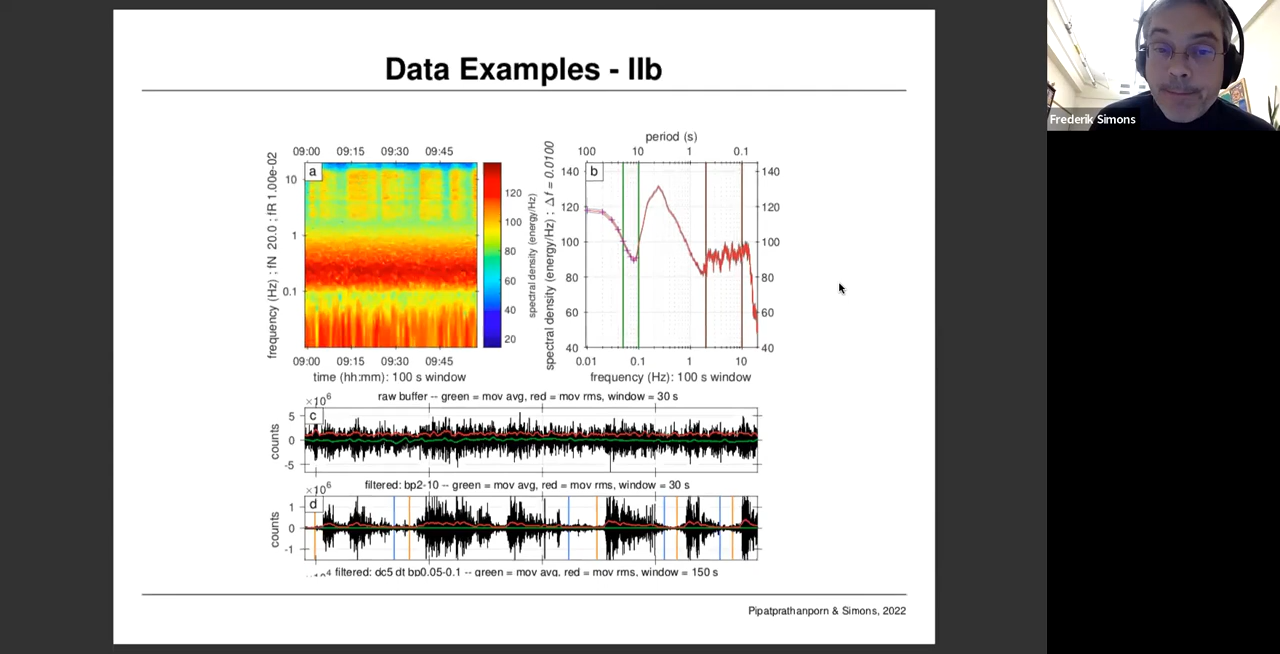 Data Examples - IIb
Frederik Simons
period (s)
09:00 09:15 09:30 09:45
100 10 1 0.1
a
b
frequency (Hz) ; fN 20.0 ; fR 1.00e-02
10
1
0.1
120
100
80
60
40
20
spectral density (energy/Hz)
spectral density (energy/Hz) ; Δf = 0.0100
140
120
100
80
60
40
140
120
100
80
60
40
09:00 09:15 09:30 09:45
0.01 0.1 1 10
time (hh:mm): 100 s window
frequency (Hz): 100 s window
×10⁶
raw buffer -- green = mov avg, red = mov rms, window = 30 s
c
counts
5
0
-5
×10⁶
filtered: bp2-10 -- green = mov avg, red = mov rms, window = 30 s
d
counts
1
0
-1
filtered: dc5 dt bp0.05-0.1 -- green = mov avg, red = mov rms, window = 150 s
Pipatprathanporn & Simons, 2022